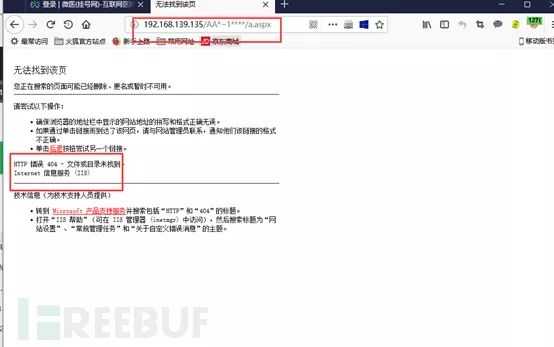 登录 | 微医(挂号网)-互联网医
无法找到该页
192.168.139.135/AA*~1****/a.aspx
最常访问 火狐官方站点 新手上路 常用网址 京东商城 移动版书
无法找到该页
您正在搜索的页面可能已经删除、更名或暂时不可用。
请尝试以下操作:
确保浏览器的地址栏中显示的网站地址的拼写和格式正确无误。
如果通过单击链接而到达了该网页，请与网站管理员联系，通知他们该链接的格式
不正确。
单击后退按钮尝试另一个链接。
HTTP 错误 404 - 文件或目录未找到。
Internet 信息服务 (IIS)
技术信息（为技术支持人员提供）
转到 Microsoft 产品支持服务并搜索包括“HTTP”和“404”的标题。
打开“IIS 帮助”（可在 IIS 管理器 (inetmgr) 中访问），然后搜索标题为“网
站设置”、“常规管理任务”和“关于自定义错误消息”的主题。
FREEBUF